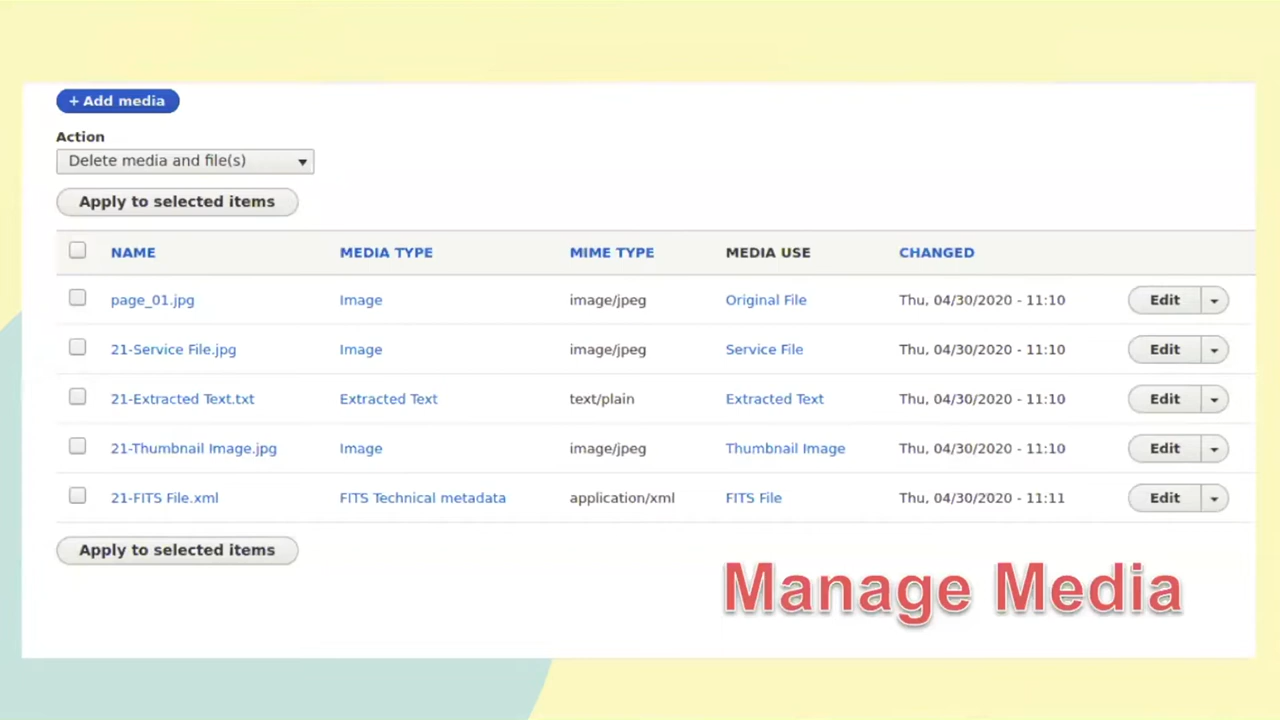 + Add media
Action
Delete media and file(s)
Apply to selected items
NAME MEDIA TYPE MIME TYPE MEDIA USE CHANGED
page_01.jpg Image image/jpeg Original File Thu, 04/30/2020 - 11:10 Edit
21-Service File.jpg Image image/jpeg Service File Thu, 04/30/2020 - 11:10 Edit
21-Extracted Text.txt Extracted Text text/plain Extracted Text Thu, 04/30/2020 - 11:10 Edit
21-Thumbnail Image.jpg Image image/jpeg Thumbnail Image Thu, 04/30/2020 - 11:10 Edit
21-FITS File.xml FITS Technical metadata application/xml FITS File Thu, 04/30/2020 - 11:11 Edit
Apply to selected items
Manage Media